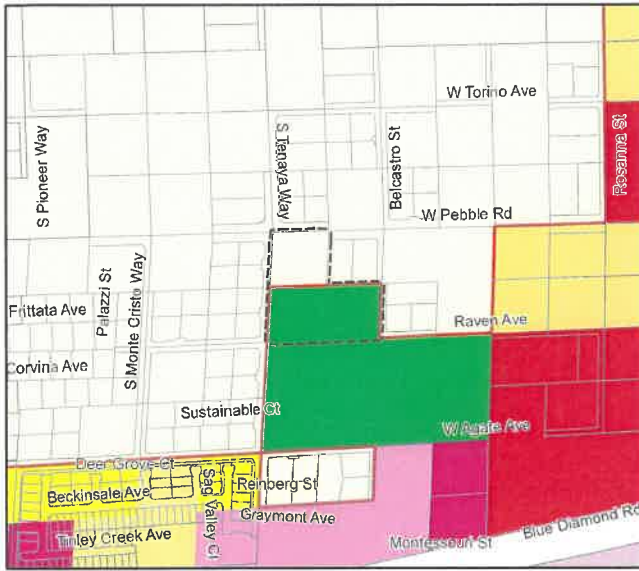 W Torino Ave
S Pioneer Way
S Tenaya Way
Belcastro St
Rosanna St
W Pebble Rd
Palazzi St
S Monte Cristo Way
Frittata Ave
Raven Ave
Corvina Ave
Sustainable Ct
W Agate Ave
Deer Grove Ct
Beckinsale Ave
Sag Valley Ct
Reinberg St
Graymont Ave
Tinley Creek Ave
Montessouri St
Blue Diamond Rd